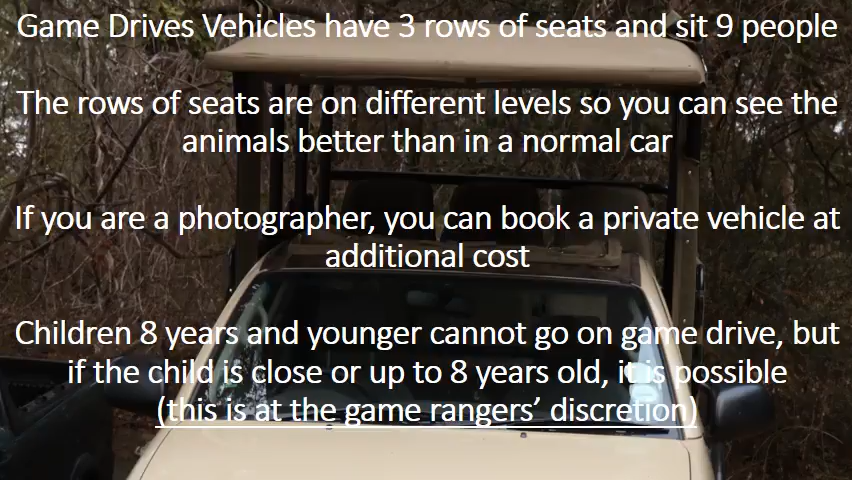 Game Drives Vehicles have 3 rows of seats and sit 9 people
The rows of seats are on different levels so you can see the
animals better than in a normal car
If you are a photographer, you can book a private vehicle at
additional cost
Children 8 years and younger cannot go on game drive, but
if the child is close or up to 8 years old, it is possible
(this is at the game rangers’ discretion)